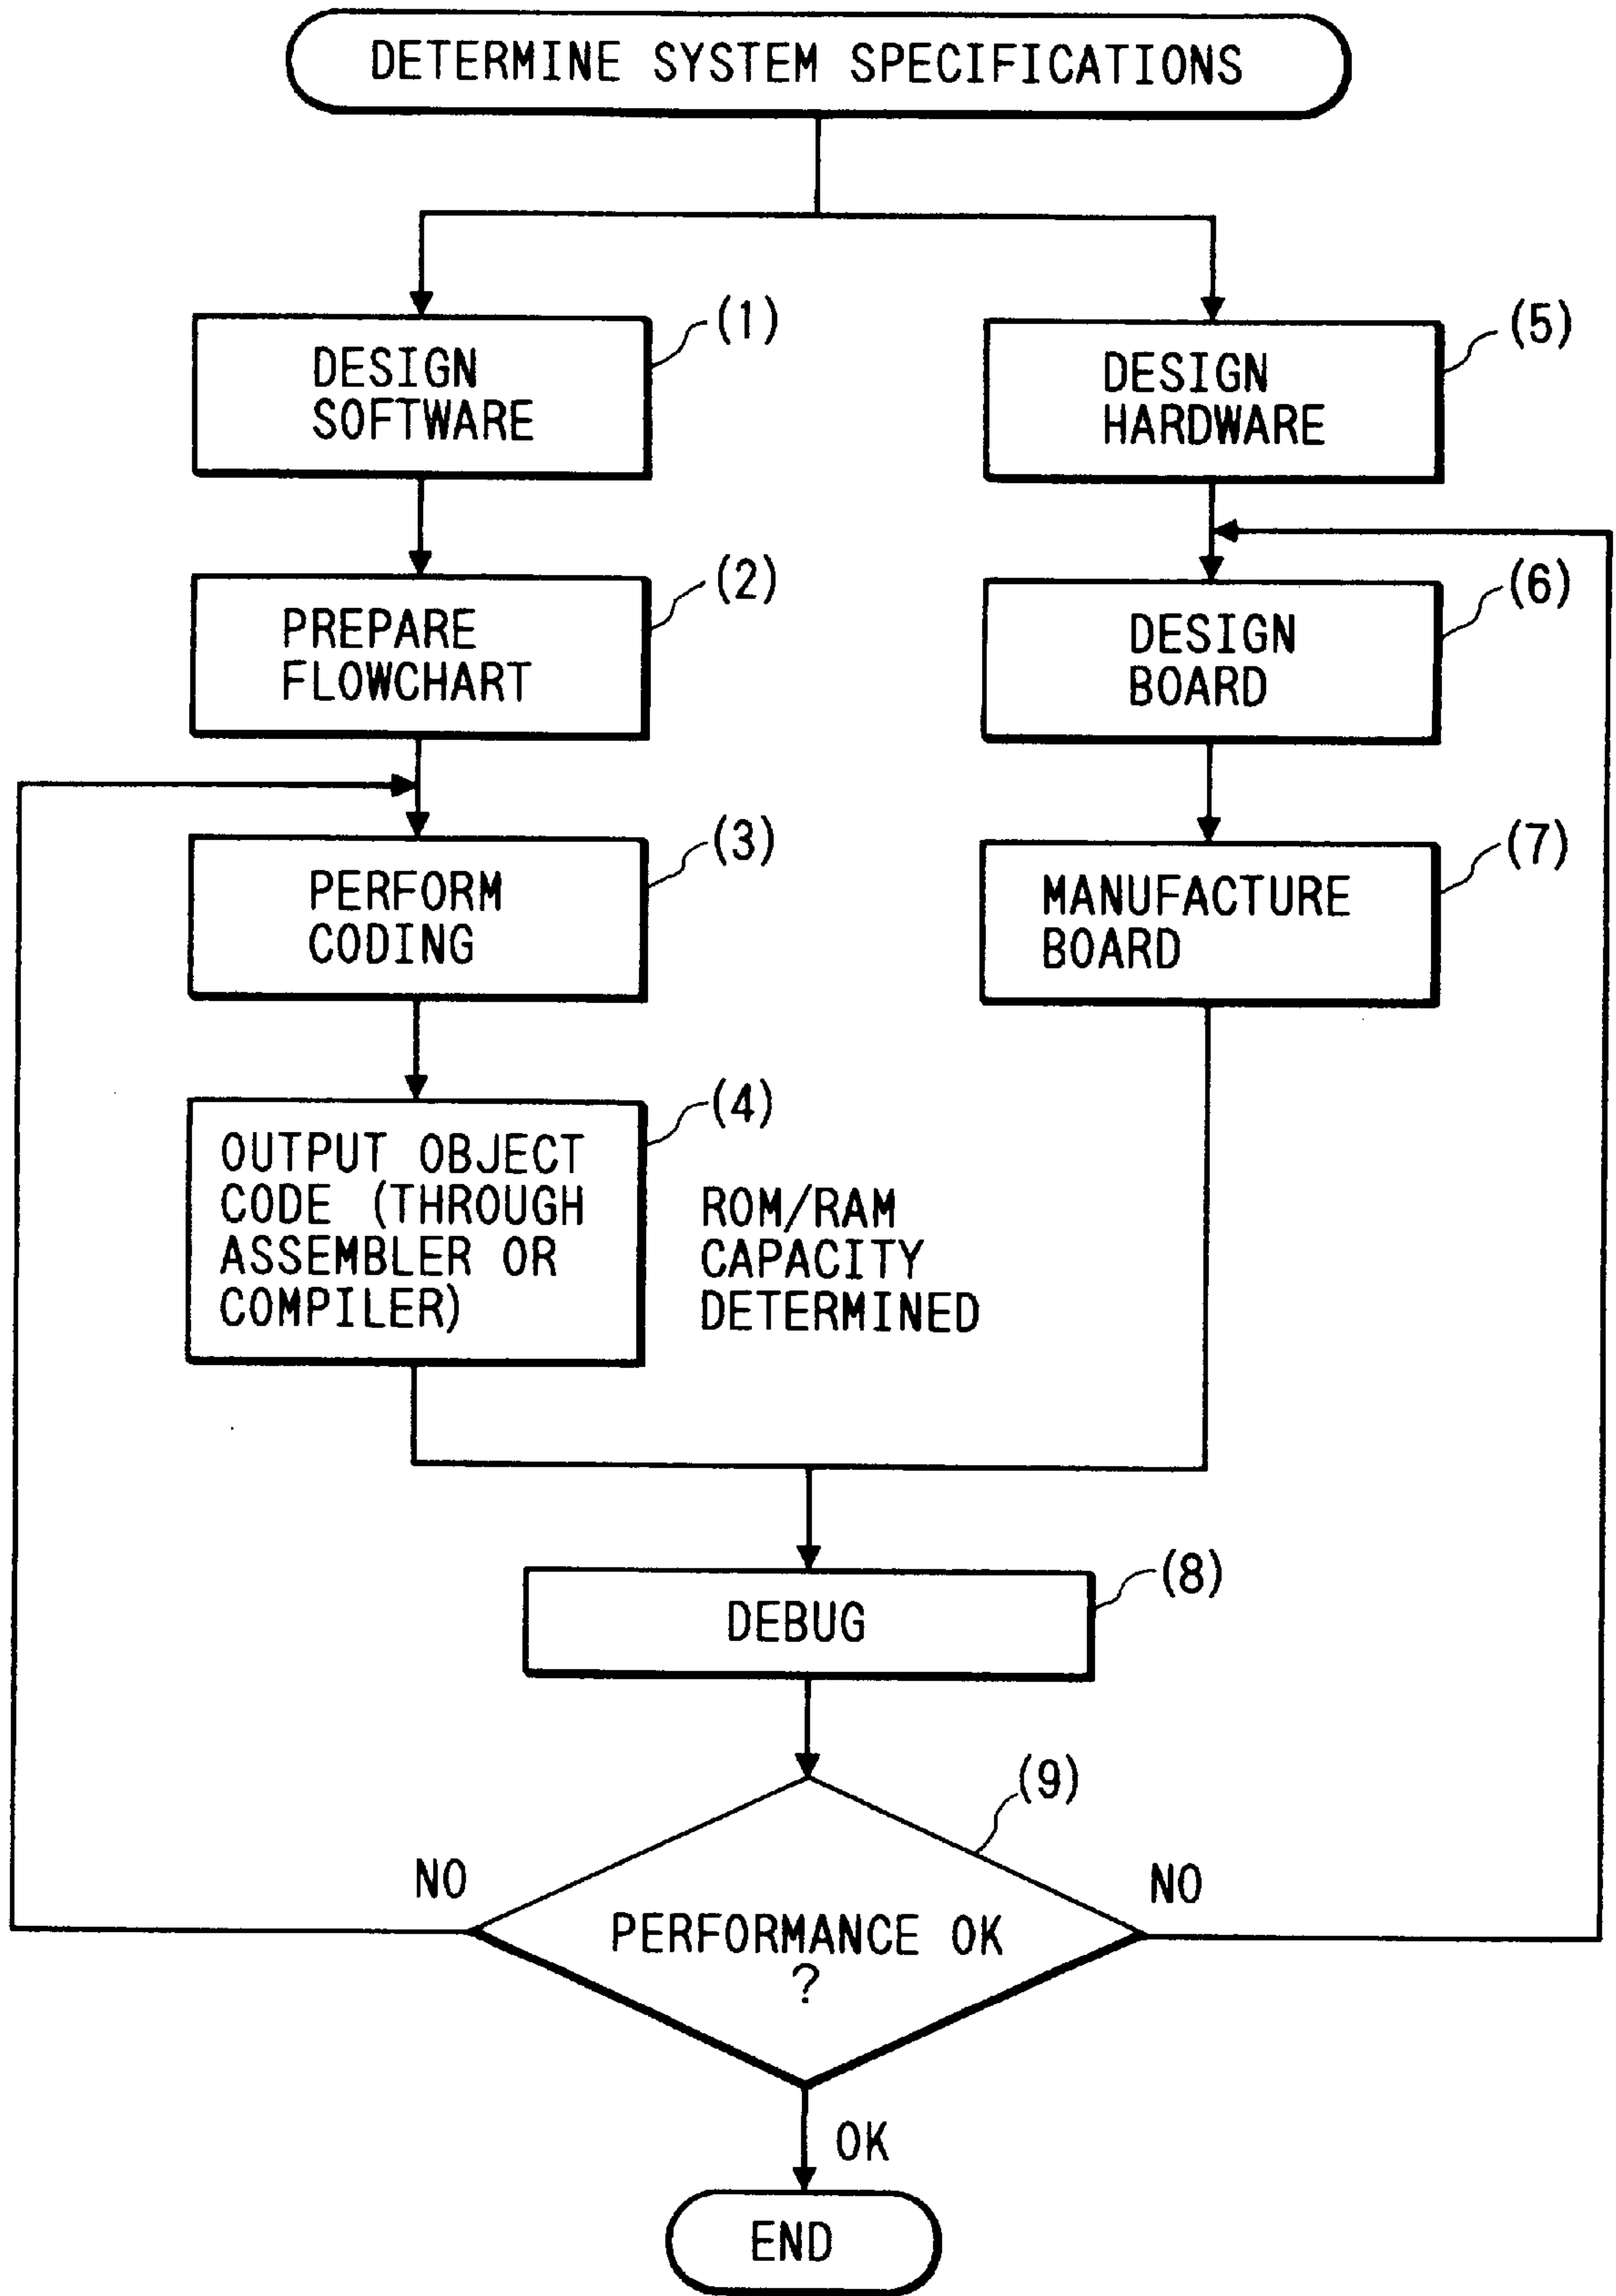 DETERMINE SYSTEM SPECIFICATIONS
(1)
DESIGN
SOFTWARE
(5)
DESIGN
HARDWARE
(2)
PREPARE
FLOWCHART
(6)
DESIGN
BOARD
(3)
PERFORM
CODING
(7)
MANUFACTURE
BOARD
(4)
OUTPUT OBJECT
CODE (THROUGH
ASSEMBLER OR
COMPILER)
ROM/RAM
CAPACITY
DETERMINED
(8)
DEBUG
(9)
NO
NO
PERFORMANCE OK
?
OK
END